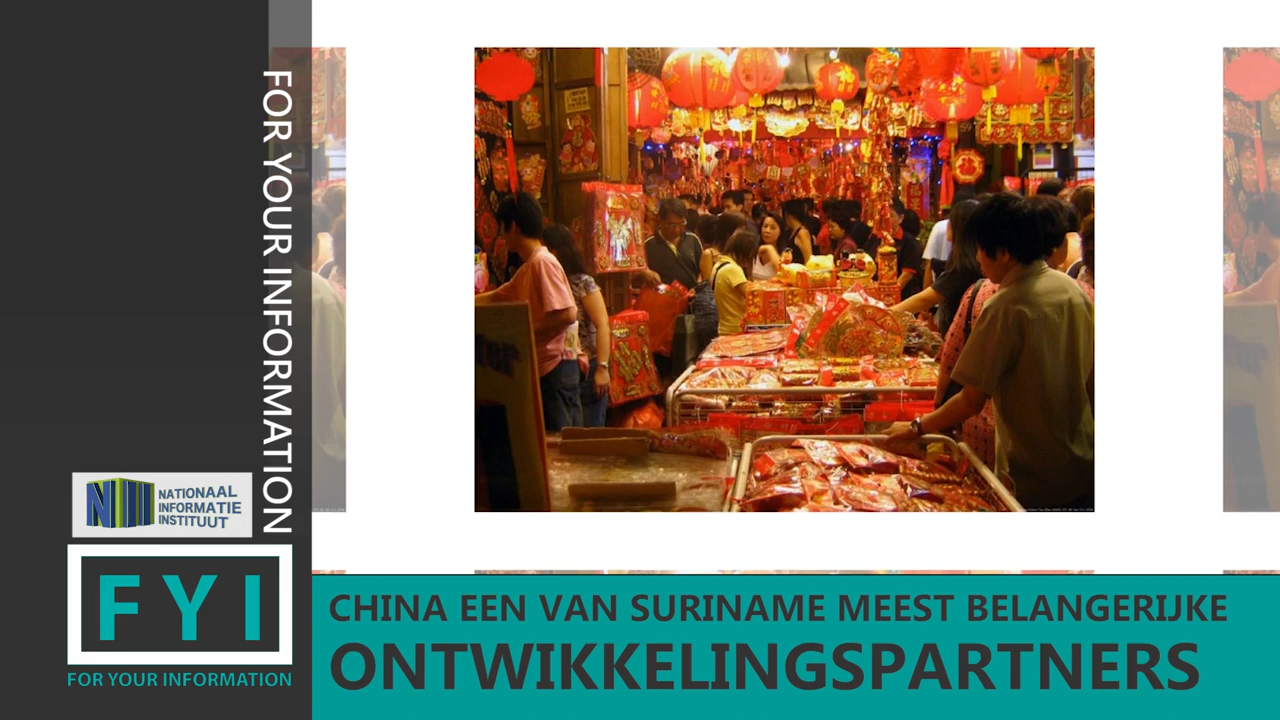 FOR YOUR INFORMATION
NATIONAAL
INFORMATIE
INSTITUUT
FYI
FOR YOUR INFORMATION
CHINA EEN VAN SURINAME MEEST BELANGERIJKE
ONTWIKKELINGSPARTNERS